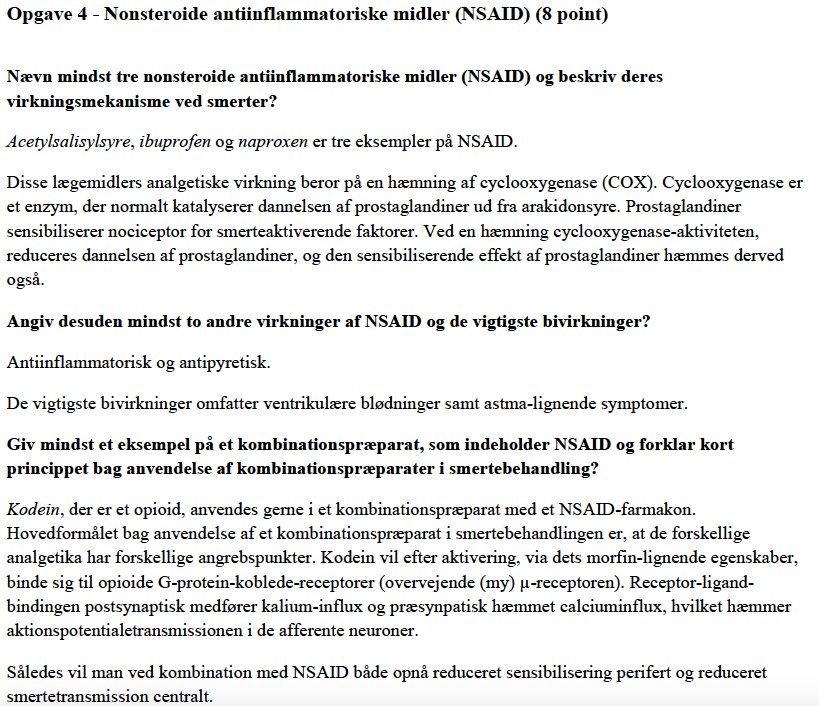 Opgave 4 - Nonsteroide antiinflammatoriske midler (NSAID) (8 point)
Nævn mindst tre nonsteroide antiinflammatoriske midler (NSAID) og beskriv deres
virkningsmekanisme ved smerter?
Acetylsalisylsyre, ibuprofen og naproxen er tre eksempler på NSAID.
Disse lægemidlers analgetiske virkning beror på en hæmning af cyclooxygenase (COX). Cyclooxygenase er
et enzym, der normalt katalyserer dannelsen af prostaglandiner ud fra arakidonsyre. Prostaglandiner
sensibiliserer nociceptor for smerteaktiverende faktorer. Ved en hæmning cyclooxygenase-aktiviteten,
reduceres dannelsen af prostaglandiner, og den sensibiliserende effekt af prostaglandiner hæmmes derved
også.
Angiv desuden mindst to andre virkninger af NSAID og de vigtigste bivirkninger?
Antiinflammatorisk og antipyretisk.
De vigtigste bivirkninger omfatter ventrikulære blødninger samt astma-lignende symptomer.
Giv mindst et eksempel på et kombinationspræparat, som indeholder NSAID og forklar kort
princippet bag anvendelse af kombinationspræparater i smertebehandling?
Kodein, der er et opioid, anvendes gerne i et kombinationspræparat med et NSAID-farmakon.
Hovedformålet bag anvendelse af et kombinationspræparat i smertebehandlingen er, at de forskellige
analgetika har forskellige angrebspunkter. Kodein vil efter aktivering, via dets morfin-lignende egenskaber,
binde sig til opioide G-protein-koblede-receptorer (overvejende (my) µ-receptoren). Receptor-ligand-
bindingen postsynaptisk medfører kalium-influx og præsynpatisk hæmmet calciuminflux, hvilket hæmmer
aktionspotentialetransmissionen i de afferente neuroner.
Således vil man ved kombination med NSAID både opnå reduceret sensibilisering perifert og reduceret
smertetransmission centralt.